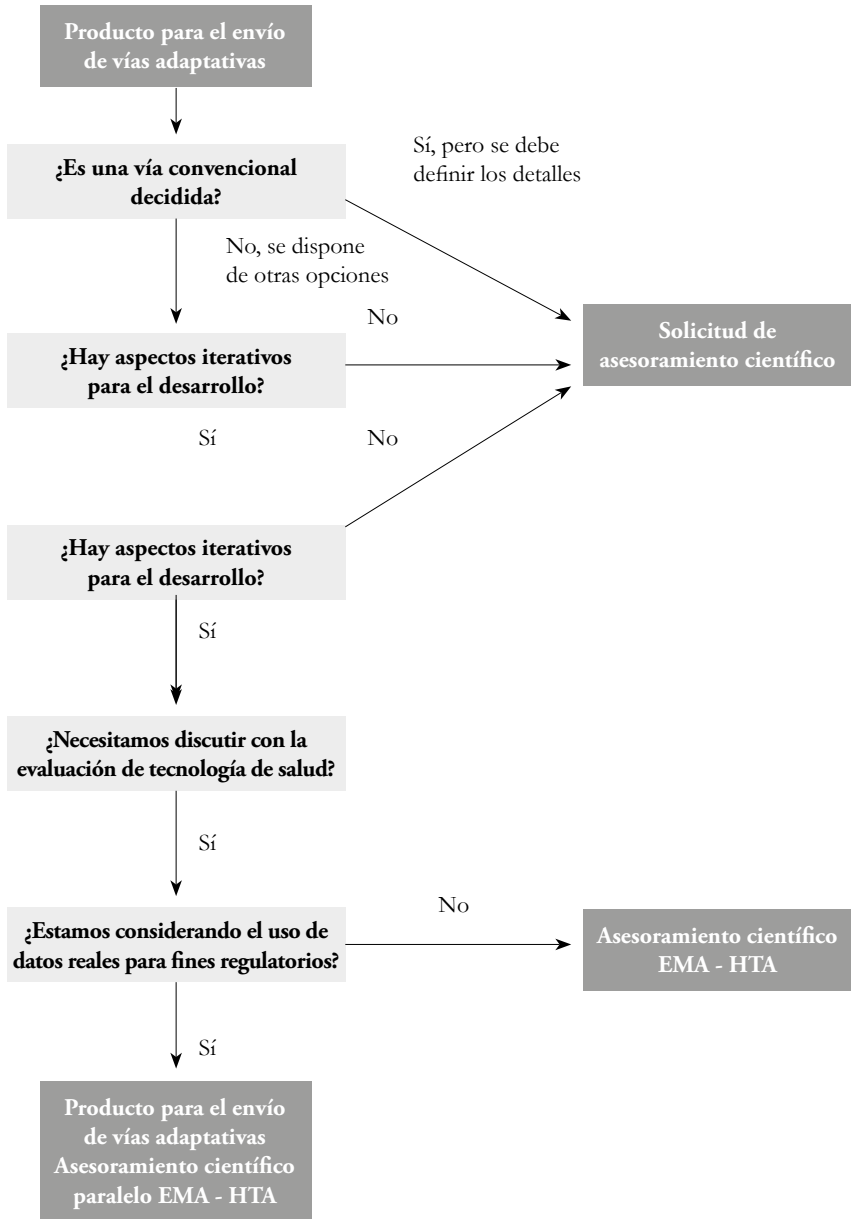 Producto para el envío
de vías adaptativas
¿Es una vía convencional
decidida?
Sí, pero se debe
definir los detalles
No, se dispone
de otras opciones
No
¿Hay aspectos iterativos
para el desarrollo?
Solicitud de
asesoramiento científico
Sí
No
¿Hay aspectos iterativos
para el desarrollo?
Sí
¿Necesitamos discutir con la
evaluación de tecnología de salud?
Sí
¿Estamos considerando el uso de
datos reales para fines regulatorios?
No
Asesoramiento científico
EMA - HTA
Sí
Producto para el envío
de vías adaptativas
Asesoramiento científico
paralelo EMA - HTA